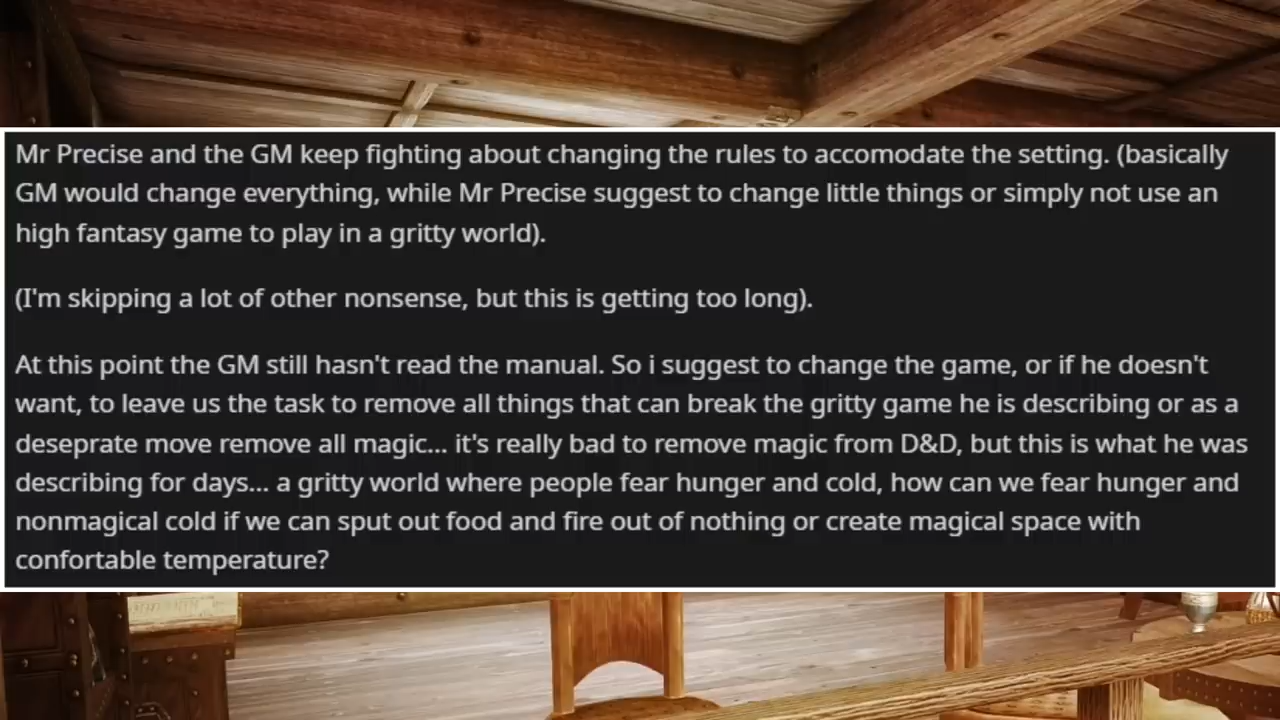 Mr Precise and the GM keep fighting about changing the rules to accomodate the setting. (basically
GM would change everything, while Mr Precise suggest to change little things or simply not use an
high fantasy game to play in a gritty world).
(I'm skipping a lot of other nonsense, but this is getting too long).
At this point the GM still hasn't read the manual. So i suggest to change the game, or if he doesn't
want, to leave us the task to remove all things that can break the gritty game he is describing or as a
deseprate move remove all magic... it's really bad to remove magic from D&D, but this is what he was
describing for days... a gritty world where people fear hunger and cold, how can we fear hunger and
nonmagical cold if we can sput out food and fire out of nothing or create magical space with
confortable temperature?